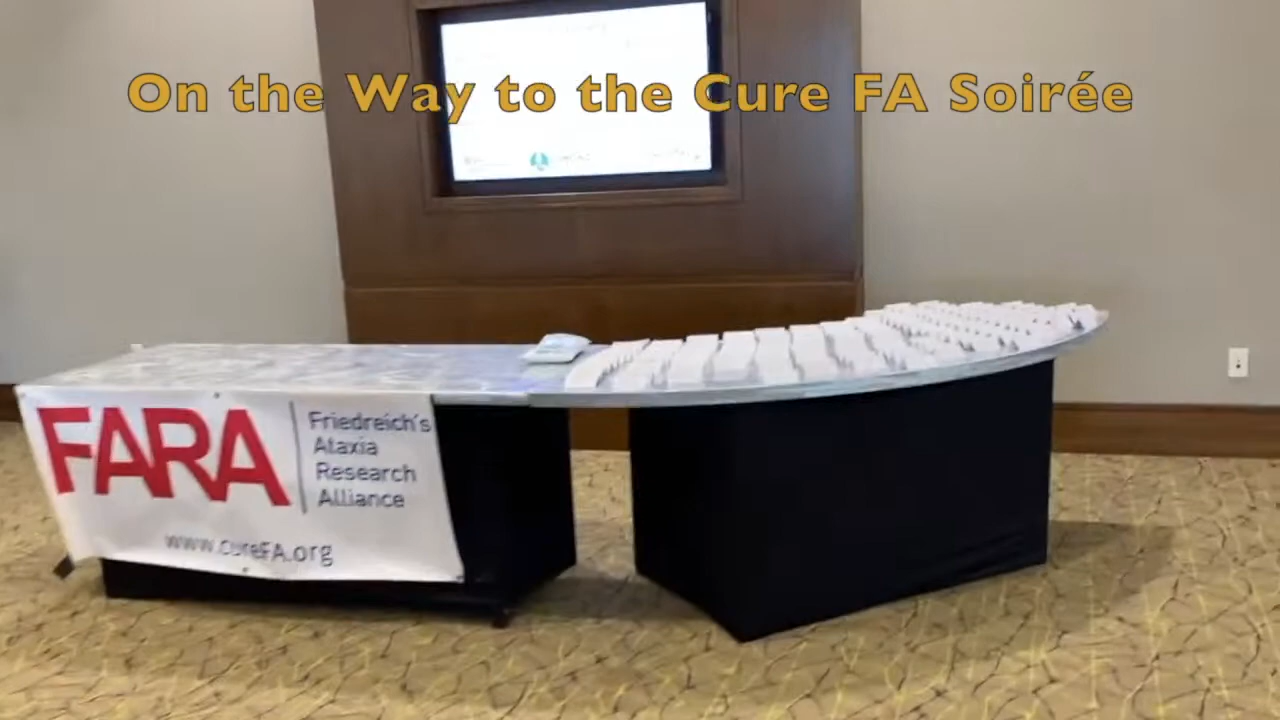 On the Way to the Cure FA Soirée
FARA
Friedreich's
Ataxia
Research
Alliance
www.cureFA.org